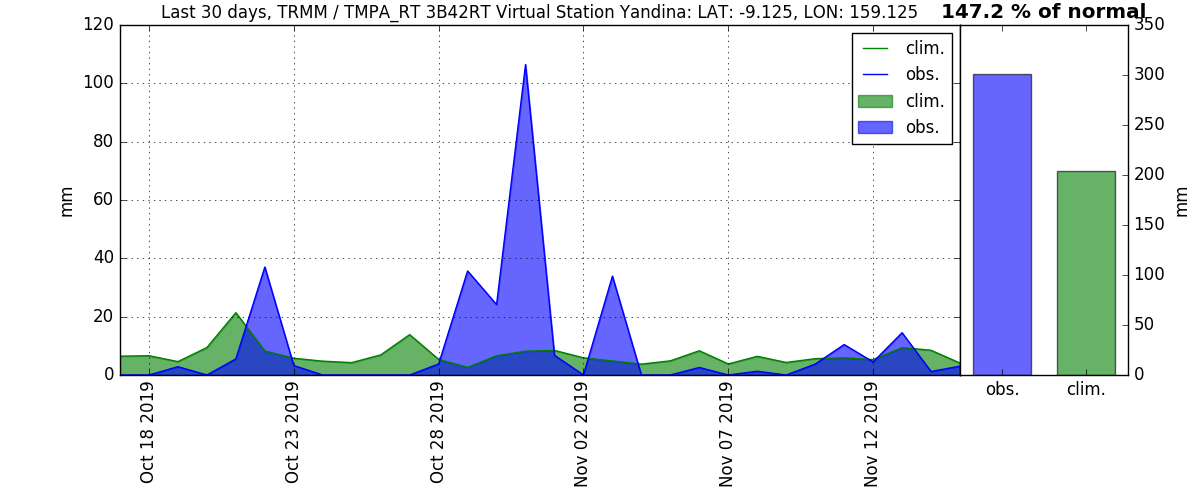 Last 30 days, TRMM / TMPA_RT 3B42RT Virtual Station Yandina: LAT: -9.125, LON: 159.125
147.2 % of normal
120
100
80
60
40
20
0
mm
clim.
obs.
clim.
obs.
350
300
250
200
150
100
50
0
mm
obs.
clim.
Oct 18 2019
Oct 23 2019
Oct 28 2019
Nov 02 2019
Nov 07 2019
Nov 12 2019